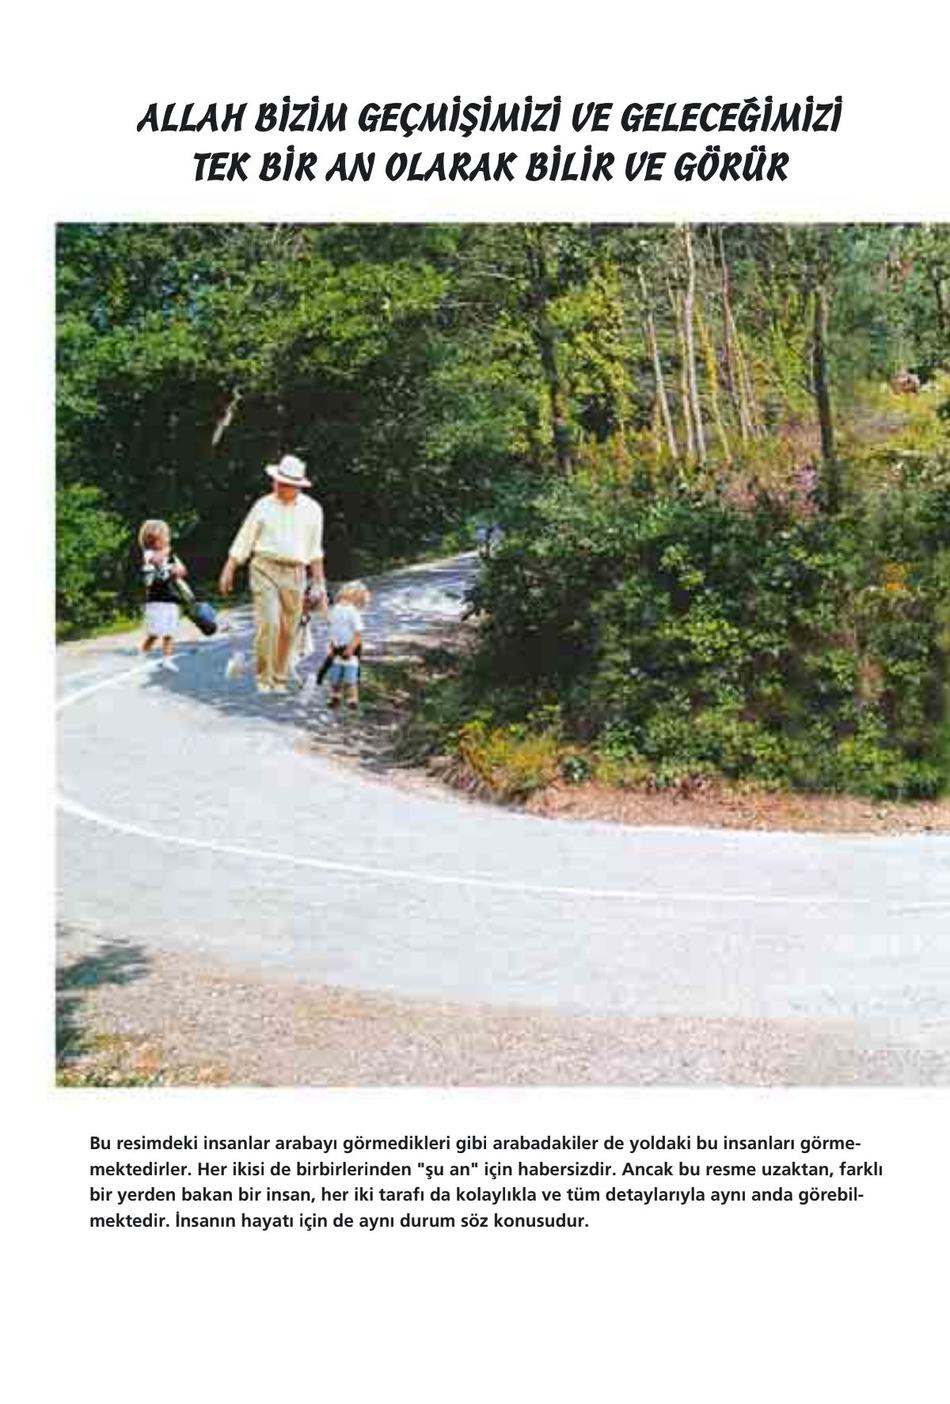 ALLAH BİZİM GEÇMİŞİMİZİ VE GELECEĞİMİZİ
TEK BİR AN OLARAK BİLİR VE GÖRÜR
Bu resimdeki insanlar arabayı görmedikleri gibi arabadakiler de yoldaki bu insanları görme-
mektedirler. Her ikisi de birbirlerinden "şu an" için habersizdir. Ancak bu resme uzaktan, farklı
bir yerden bakan bir insan, her iki tarafı da kolaylıkla ve tüm detaylarıyla aynı anda görebil-
mektedir. İnsanın hayatı için de aynı durum söz konusudur.